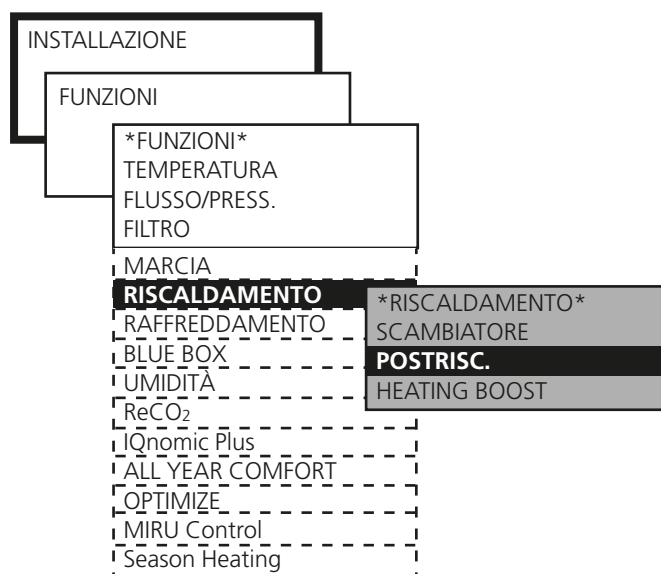 INSTALLAZIONE
FUNZIONI
*FUNZIONI*
TEMPERATURA
FLUSSO/PRESS.
FILTRO
MARCIA
RISCALDAMENTO
RAFFREDDAMENTO
BLUE BOX
UMIDITÀ
ReCO₂
IQnomic Plus
ALL YEAR COMFORT
OPTIMIZE
MIRU Control
Season Heating
*RISCALDAMENTO*
SCAMBIATORE
POSTRISC.
HEATING BOOST